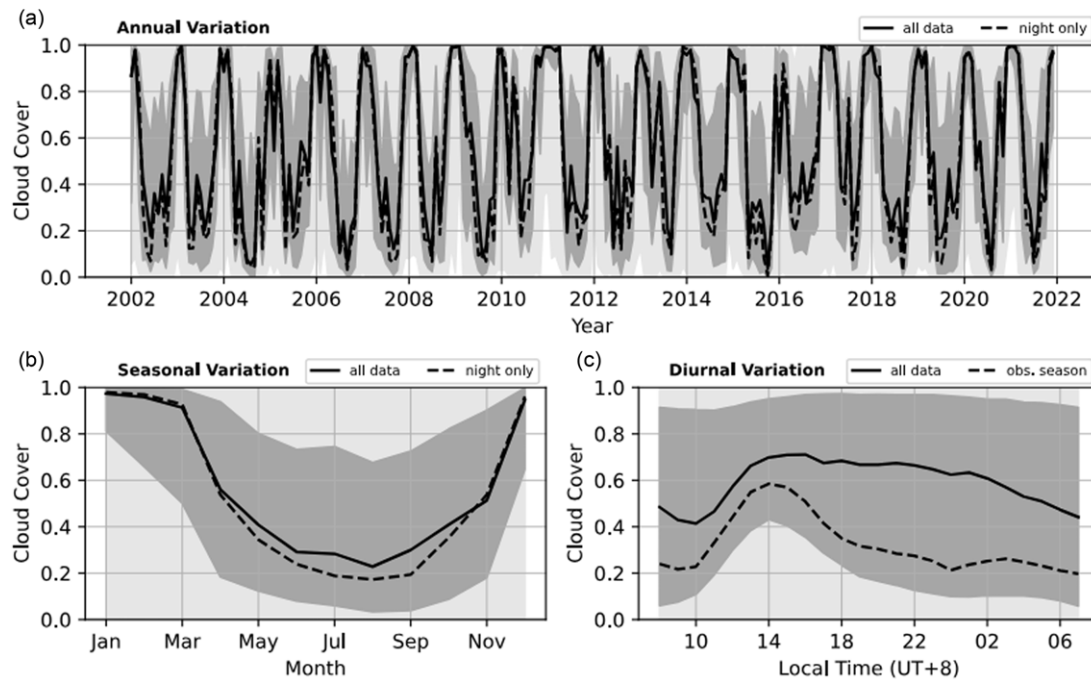 (a)
Annual Variation
all data night only
1.0
0.8
0.6
0.4
0.2
0.0
Cloud Cover
2002 2004 2006 2008 2010 2012 2014 2016 2018 2020 2022
Year
(b)
Seasonal Variation
all data night only
1.0
0.8
0.6
0.4
0.2
0.0
Cloud Cover
Jan Mar May Jul Sep Nov
Month
(c)
Diurnal Variation
all data obs. season
1.0
0.8
0.6
0.4
0.2
0.0
Cloud Cover
10 14 18 22 02 06
Local Time (UT+8)